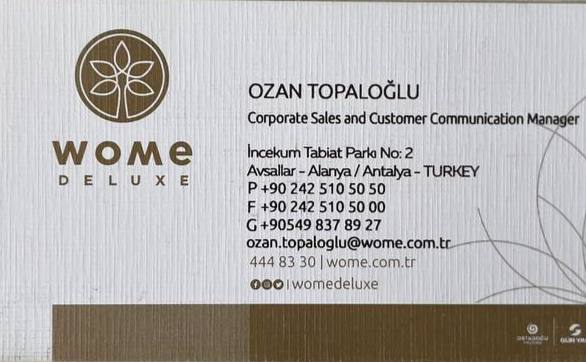 wome
DELUXE
OZAN TOPALOĞLU
Corporate Sales and Customer Communication Manager
İncekum Tabiat Parkı No: 2
Avsallar – Alanya / Antalya – TURKEY
P +90 242 510 50 50
F +90 242 510 50 00
G +90549 837 89 27
ozan.topaloglu@wome.com.tr
444 83 30 | wome.com.tr
| womedeluxe